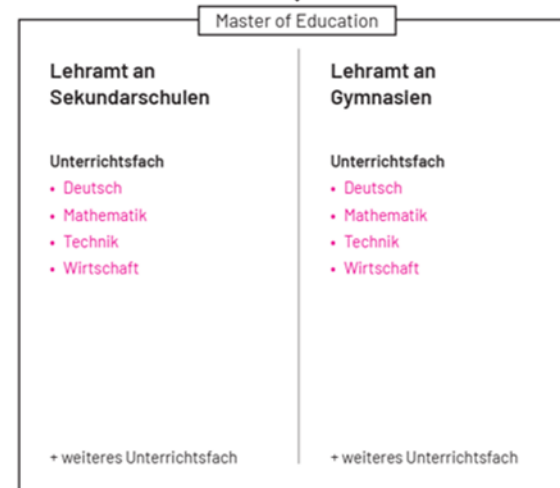 Master of Education
Lehramt an
Sekundarschulen
Unterrichtsfach
• Deutsch
• Mathematik
• Technik
• Wirtschaft
+ weiteres Unterrichtsfach
Lehramt an
Gymnasien
Unterrichtsfach
• Deutsch
• Mathematik
• Technik
• Wirtschaft
+ weiteres Unterrichtsfach